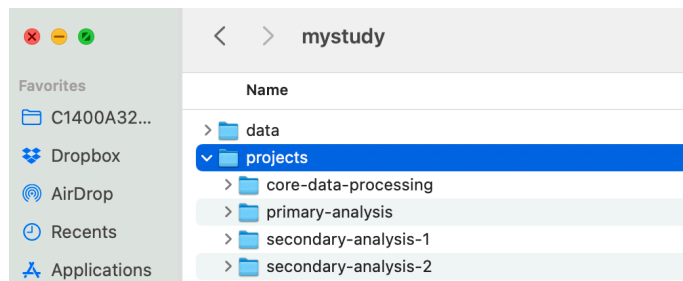 mystudy
Favorites
C1400A32...
Dropbox
AirDrop
Recents
Applications
Name
data
projects
core-data-processing
primary-analysis
secondary-analysis-1
secondary-analysis-2